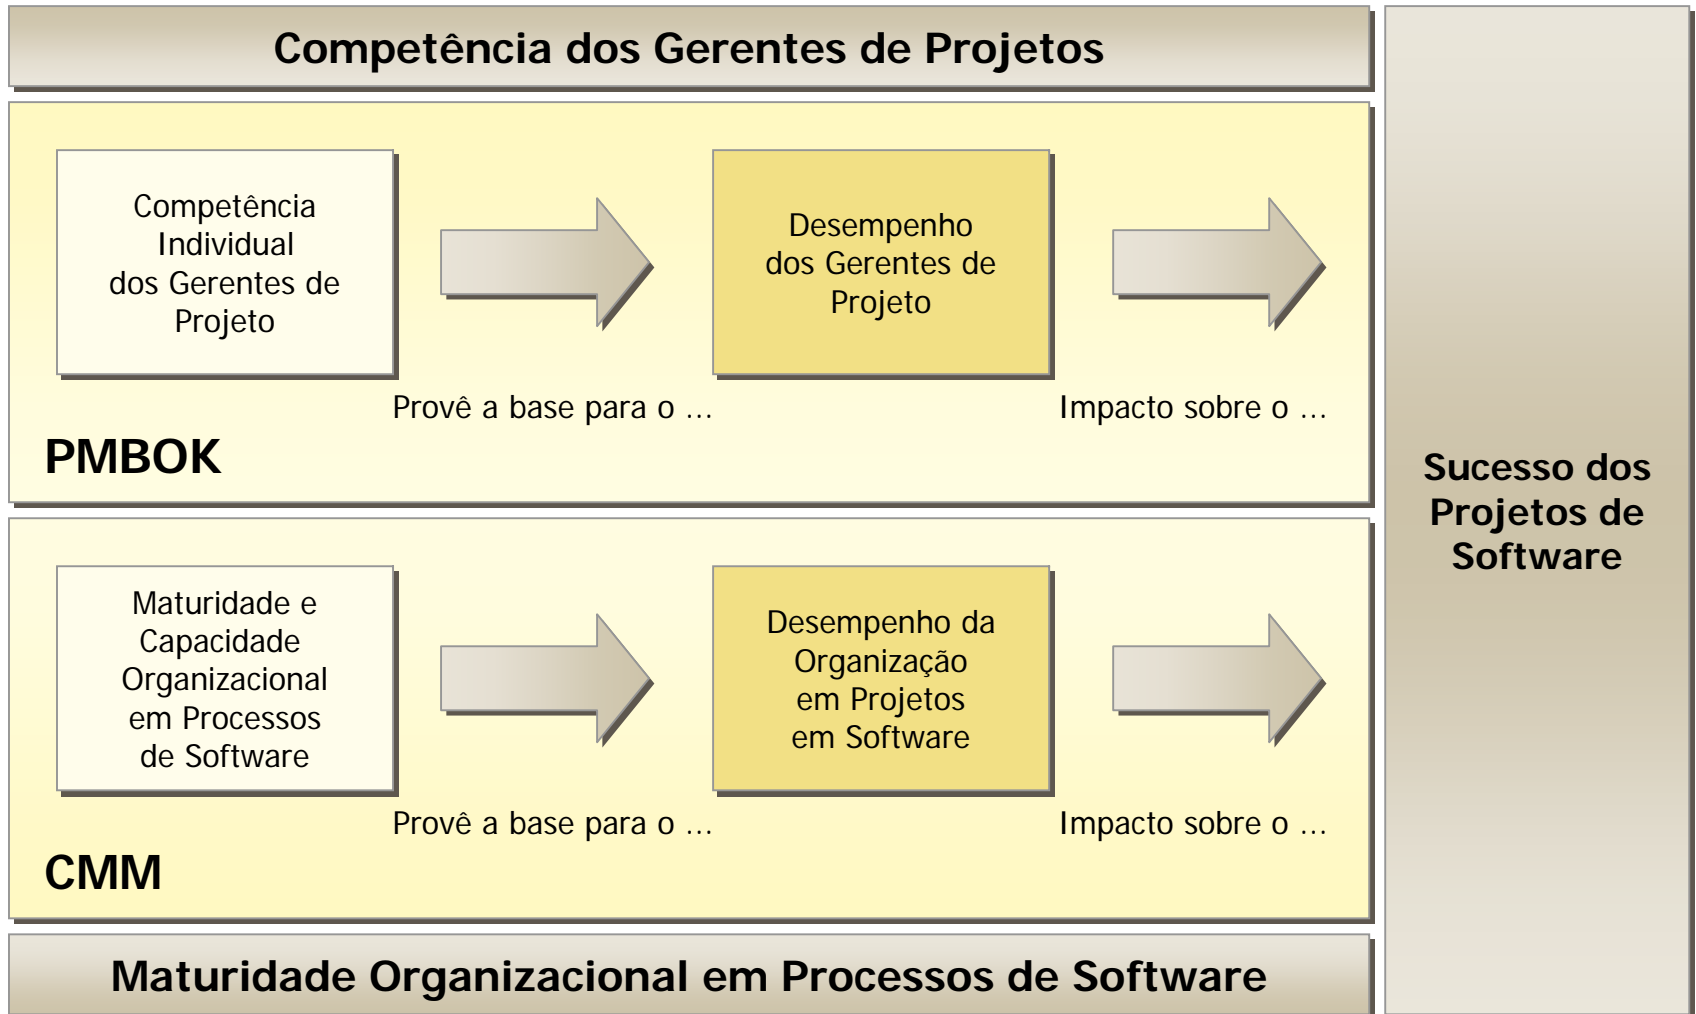 Competência dos Gerentes de Projetos
Competência
Individual
dos Gerentes de
Projeto
Desempenho
dos Gerentes de
Projeto
Provê a base para o ...
Impacto sobre o ...
PMBOK
Maturidade e
Capacidade
Organizacional
em Processos
de Software
Desempenho da
Organização
em Projetos
em Software
Provê a base para o ...
Impacto sobre o ...
CMM
Maturidade Organizacional em Processos de Software
Sucesso dos
Projetos de
Software